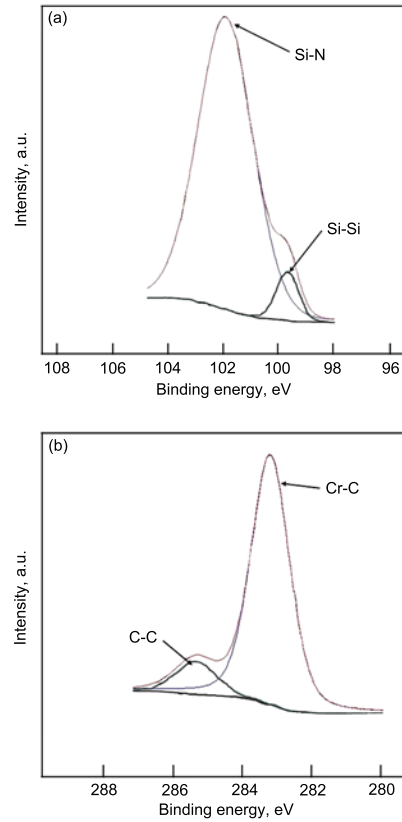 (a)
Si-N
Si-Si
Intensity, a.u.
108 106 104 102 100 98 96
Binding energy, eV
(b)
Cr-C
C-C
Intensity, a.u.
288 286 284 282 280
Binding energy, eV